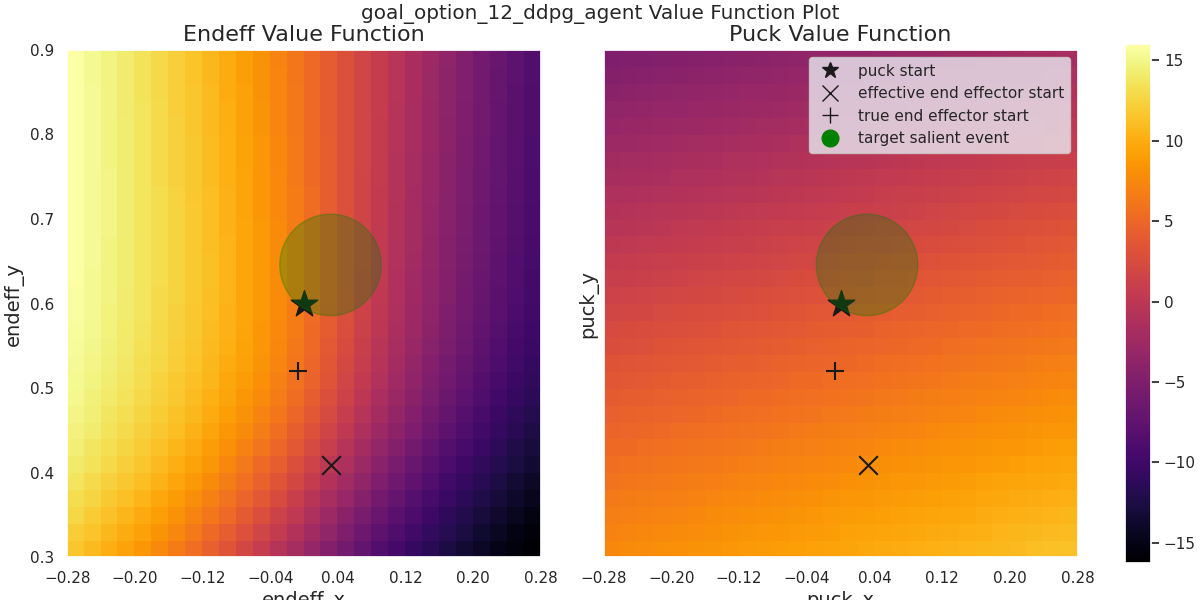 goal_option_12_ddpg_agent Value Function Plot
Endeff Value Function
Puck Value Function
puck start
effective end effector start
true end effector start
target salient event
endeff_y
0.9
0.8
0.7
0.6
0.5
0.4
0.3
−0.28 −0.20 −0.12 −0.04 0.04 0.12 0.20 0.28
endeff_x
puck_y
−0.28 −0.20 −0.12 −0.04 0.04 0.12 0.20 0.28
puck_x
15
10
5
0
−5
−10
−15